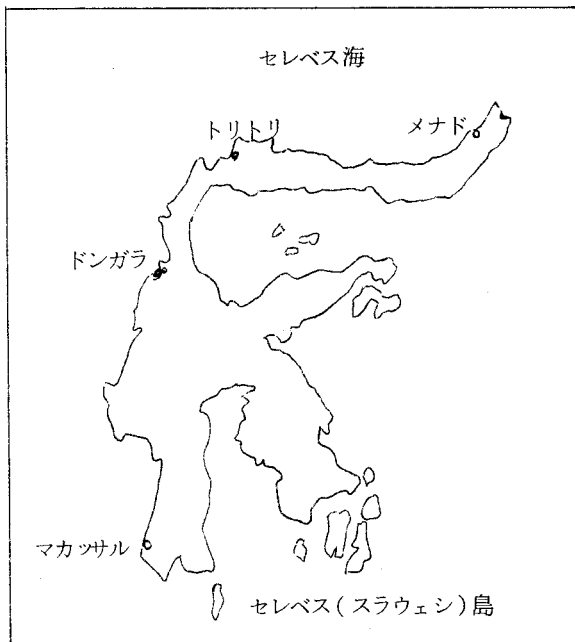 セレベス海
トリトリ
メナド
ドンガラ
マカッサル
セレベス(スラウェシ)島